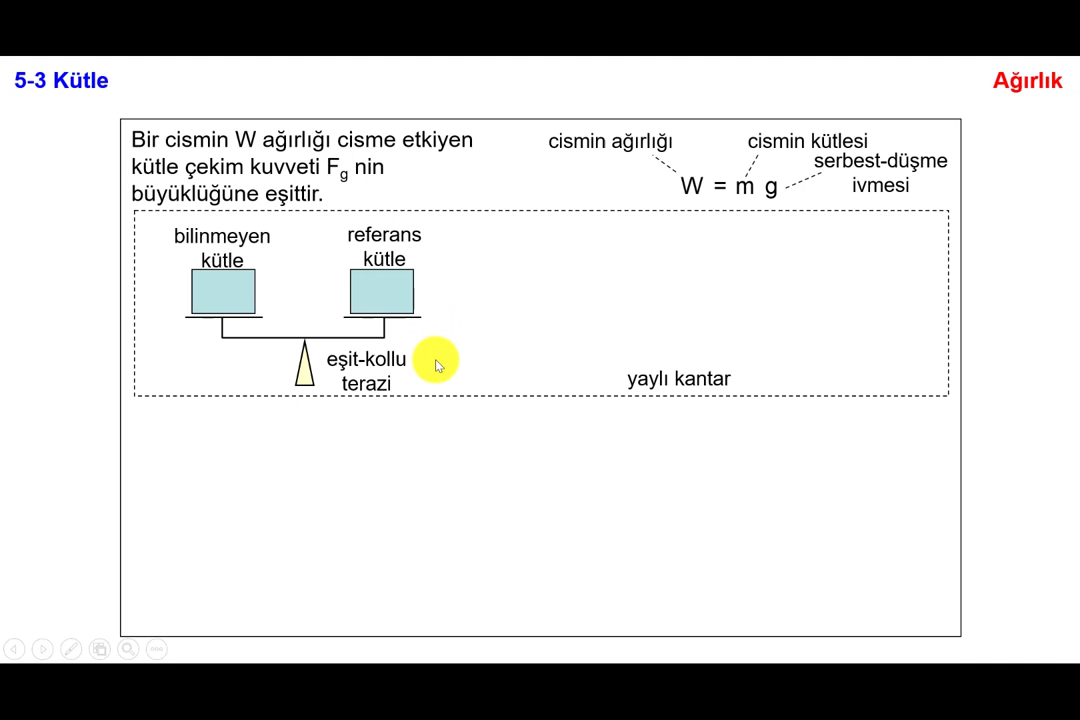 5-3 Kütle
Ağırlık
Bir cismin W ağırlığı cisme etkiyen
kütle çekim kuvveti Fg nin
büyüklüğüne eşittir.
cismin ağırlığı
cismin kütlesi
serbest-düşme
ivmesi
W = m g
bilinmeyen
kütle
referans
kütle
eşit-kollu
terazi
yaylı kantar